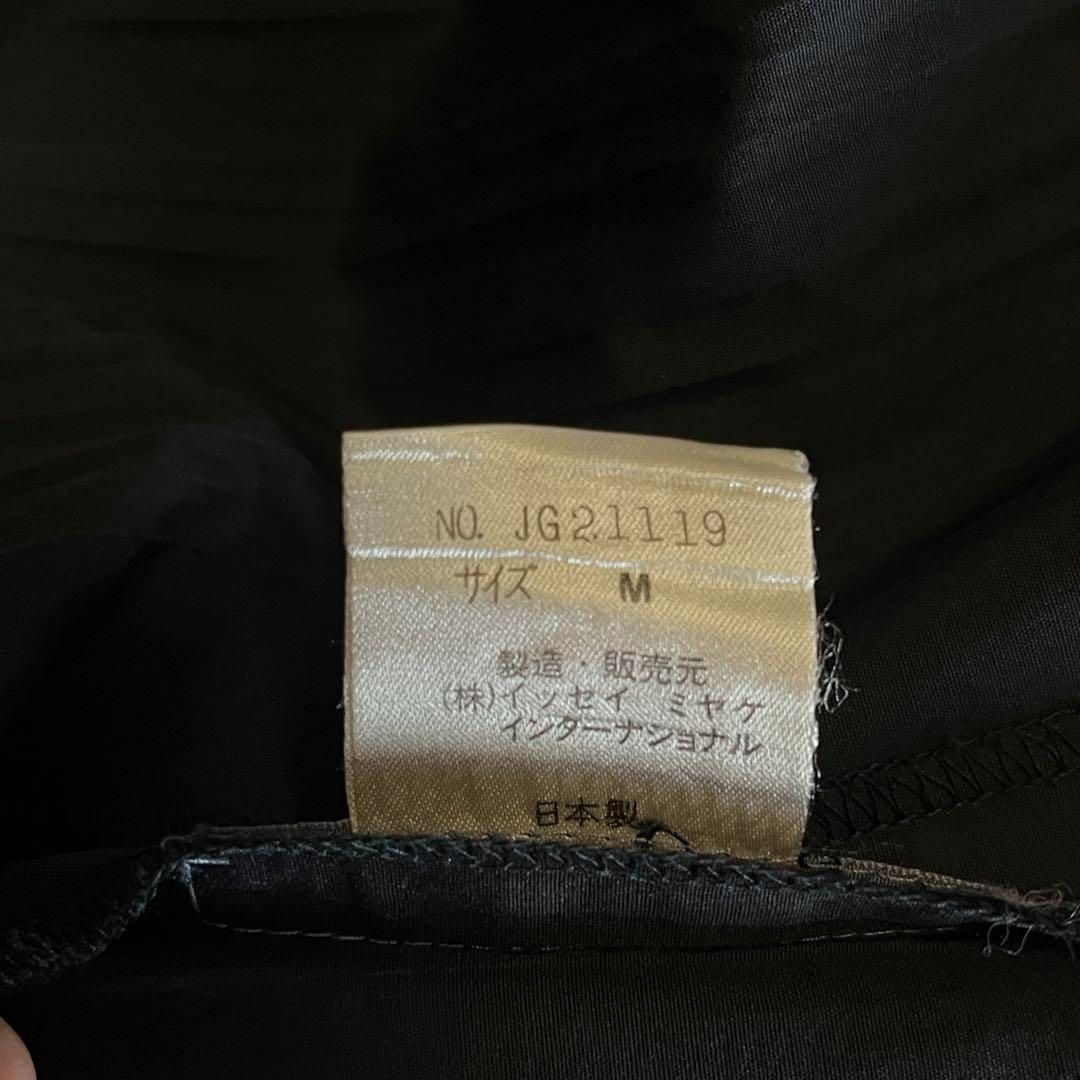 NO. JG21119
サイズ M
製造・販売元
(株)イッセイ ミヤケ
インターナショナル
日本製